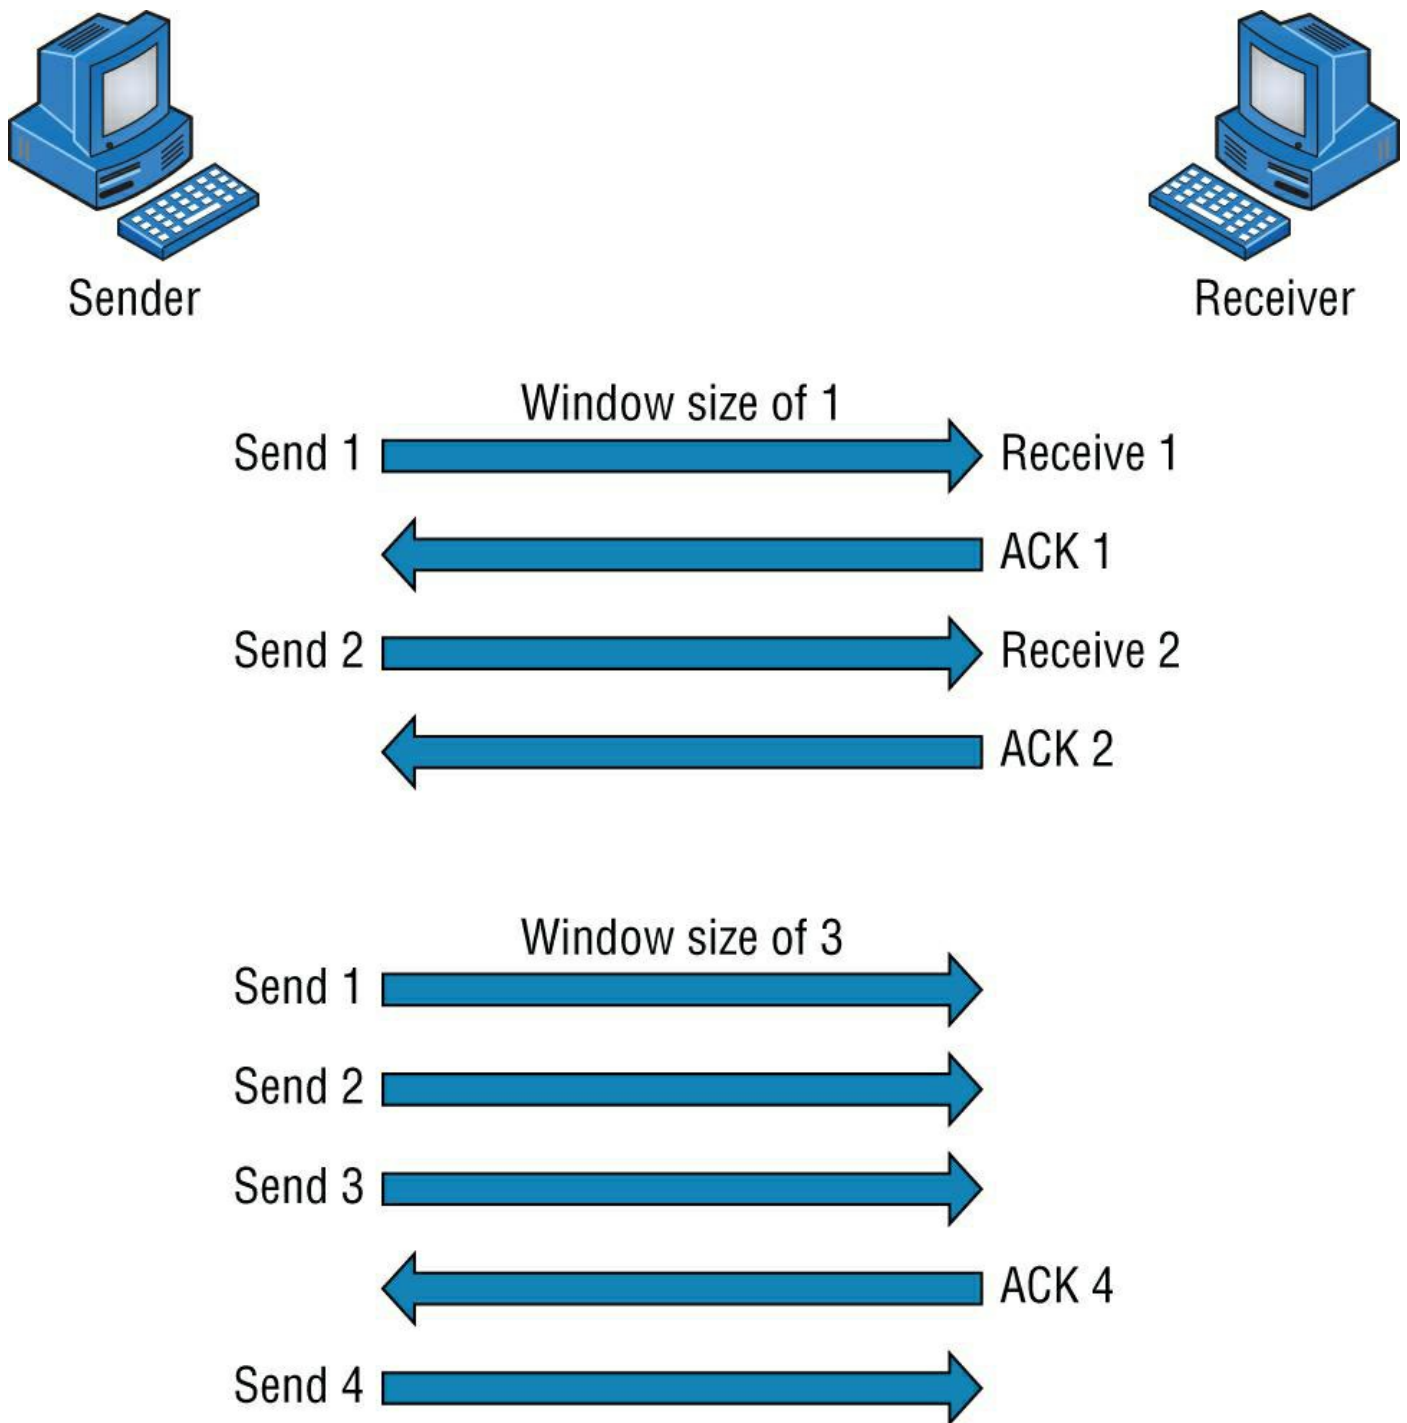 Sender
Receiver
Window size of 1
Send 1
Receive 1
ACK 1
Send 2
Receive 2
ACK 2
Window size of 3
Send 1
Send 2
Send 3
ACK 4
Send 4